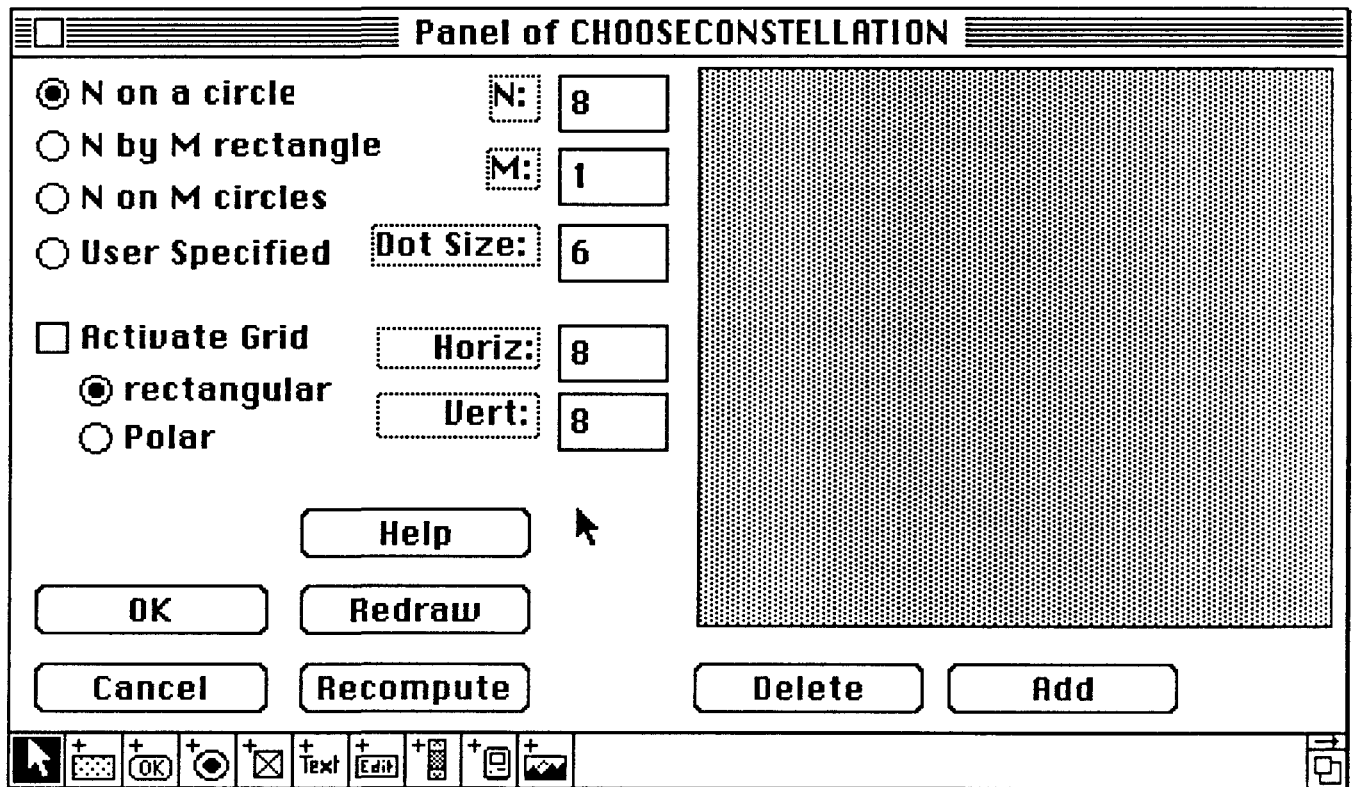 Panel of CHOOSECONSTELLATION
N on a circle
N: 8
N by M rectangle
M: 1
N on M circles
User Specified
Dot Size: 6
Activate Grid
Horiz: 8
rectangular
Vert: 8
Polar
Help
OK
Redraw
Cancel
Recompute
Delete
Add
OK
Text
Edit